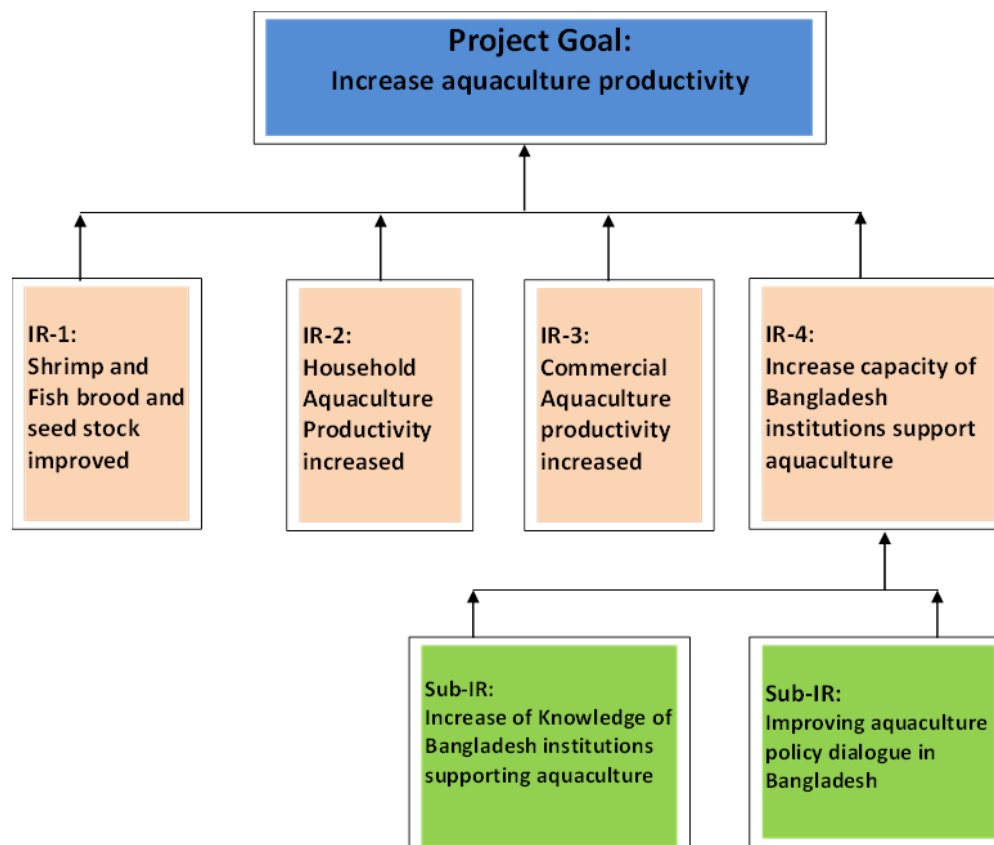 Project Goal:
Increase aquaculture productivity
IR-1:
Shrimp and
Fish brood and
seed stock
improved
IR-2:
Household
Aquaculture
Productivity
increased
IR-3:
Commercial
Aquaculture
productivity
increased
IR-4:
Increase capacity of
Bangladesh
institutions support
aquaculture
Sub-IR:
Increase of Knowledge of
Bangladesh institutions
supporting aquaculture
Sub-IR:
Improving aquaculture
policy dialogue in
Bangladesh